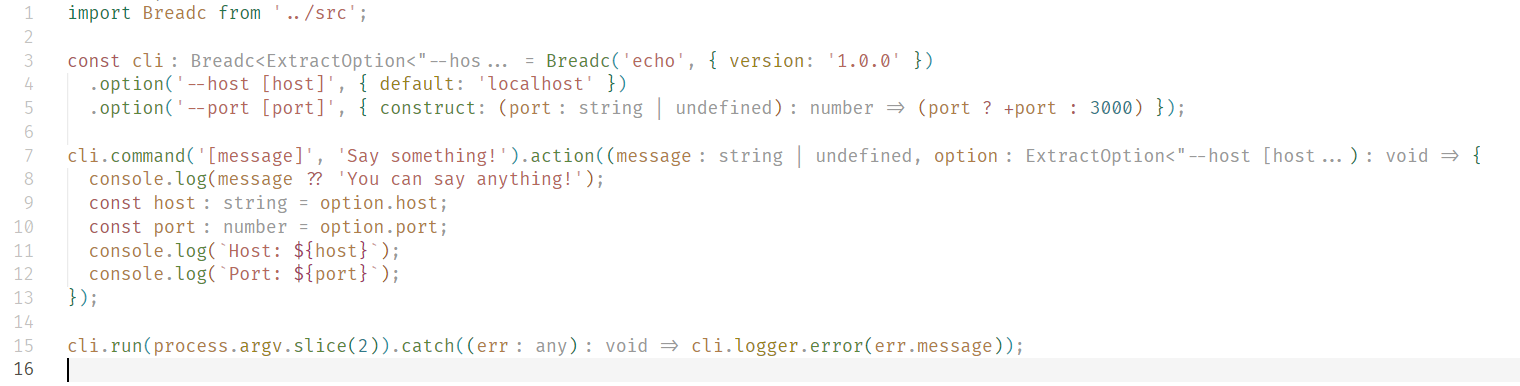 1 import Breadc from '../src';
2
3 const cli: Breadc<ExtractOption<"--hos… = Breadc('echo', { version: '1.0.0' })
4 .option('--host [host]', { default: 'localhost' })
5 .option('--port [port]', { construct: (port: string | undefined): number => (port ? +port : 3000) });
6
7 cli.command('[message]', 'Say something!').action((message: string | undefined, option: ExtractOption<"--host [host…): void => {
8 console.log(message ?? 'You can say anything!');
9 const host: string = option.host;
10 const port: number = option.port;
11 console.log(`Host: ${host}`);
12 console.log(`Port: ${port}`);
13 });
14
15 cli.run(process.argv.slice(2)).catch((err: any): void => cli.logger.error(err.message));
16